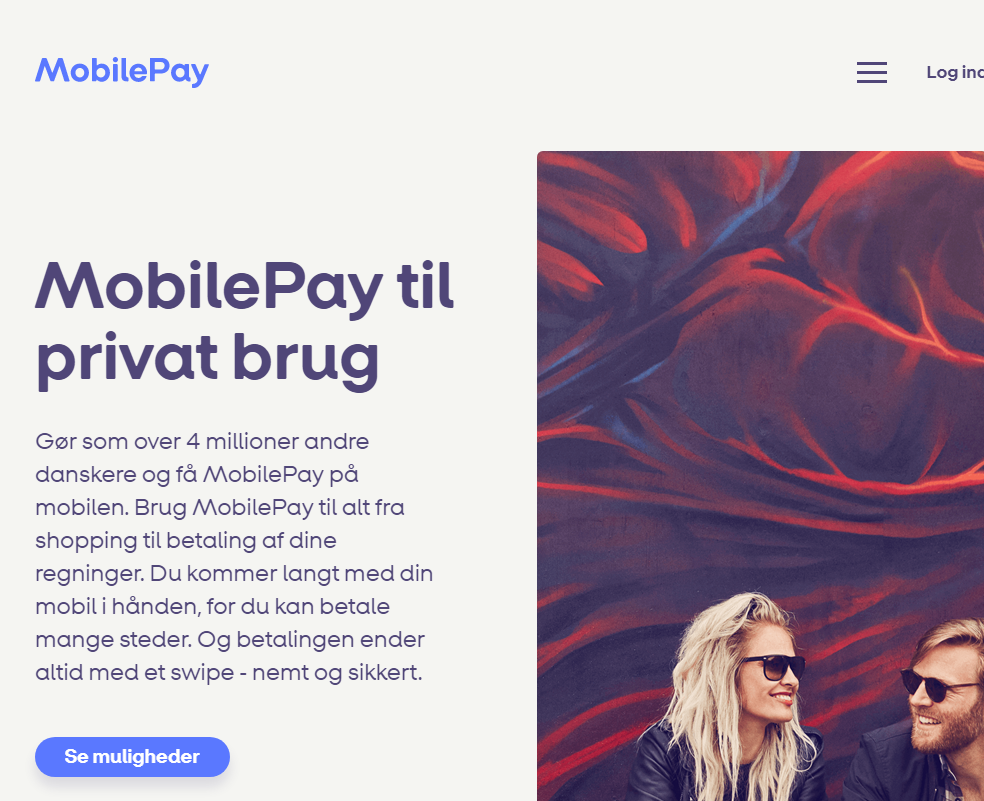 MobilePay
Log ind
MobilePay til
privat brug
Gør som over 4 millioner andre
danskere og få MobilePay på
mobilen. Brug MobilePay til alt fra
shopping til betaling af dine
regninger. Du kommer langt med din
mobil i hånden, for du kan betale
mange steder. Og betalingen ender
altid med et swipe - nemt og sikkert.
Se muligheder